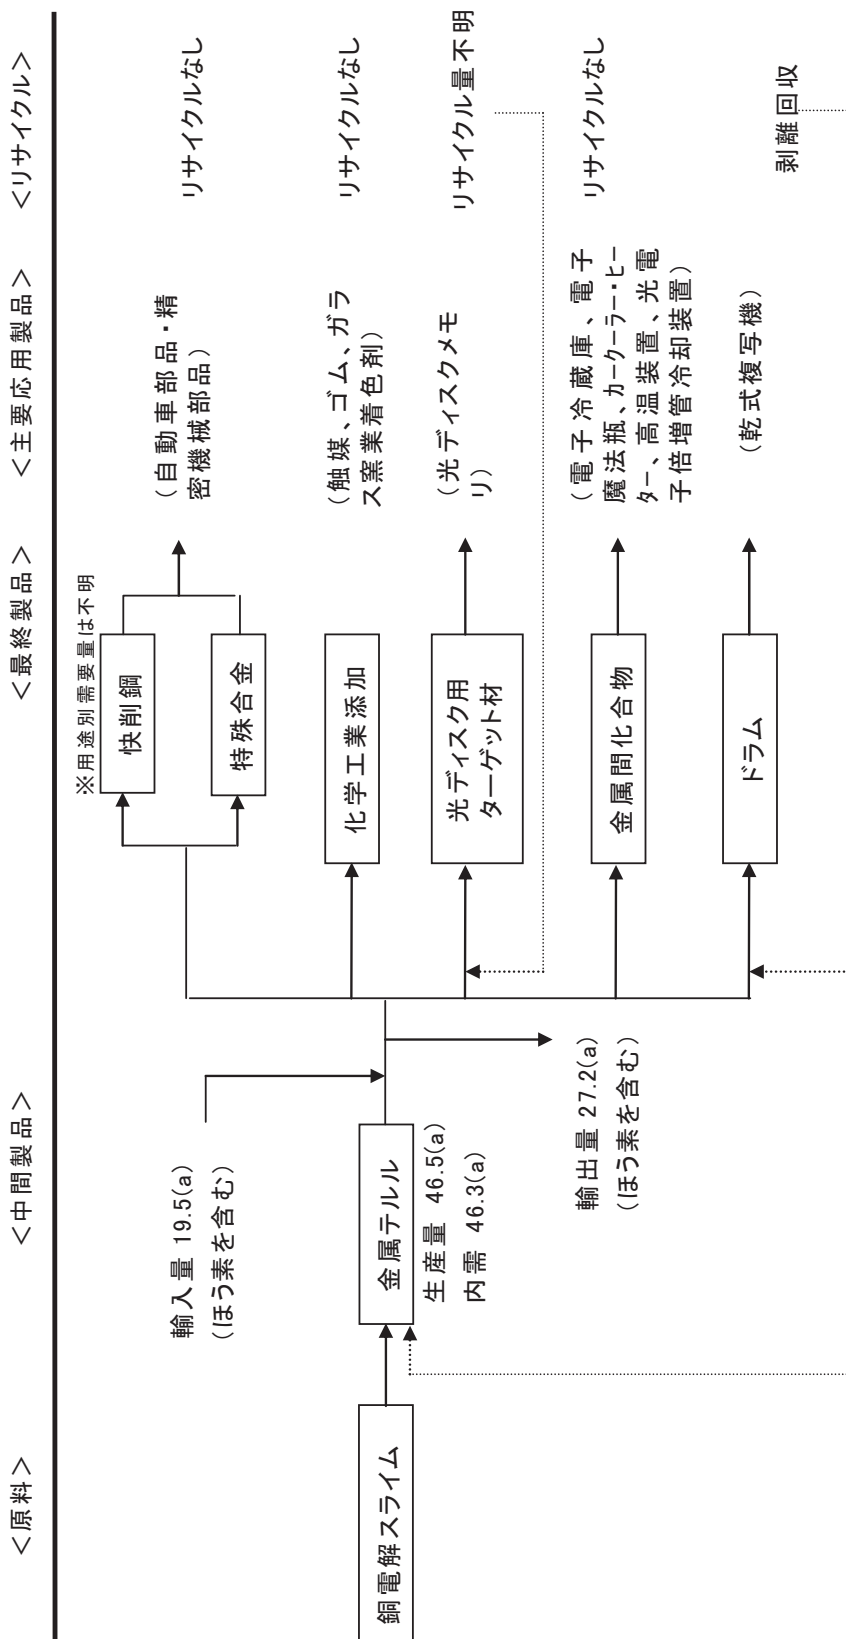 ＜原料＞
＜中間製品＞
＜最終製品＞
＜主要応用製品＞
＜リサイクル＞
※用途別需要量は不明
快削鋼
特殊合金
（自動車部品・精
密機械部品）
リサイクルなし
輸入量 19.5(a)
（ほう素を含む）
化学工業添加
（触媒、ゴム、ガラ
ス窯業着色剤）
リサイクルなし
銅電解スライム
金属テルル
生産量 46.5(a)
内需 46.3(a)
光ディスク用
ターゲット材
（光ディスクメモ
リ）
リサイクル量不明
輸出量 27.2(a)
（ほう素を含む）
金属間化合物
（電子冷蔵庫、電子
魔法瓶、カークーラー・ヒー
ター、高温装置、光電
子倍増管冷却装置）
リサイクルなし
ドラム
（乾式複写機）
剥離回収